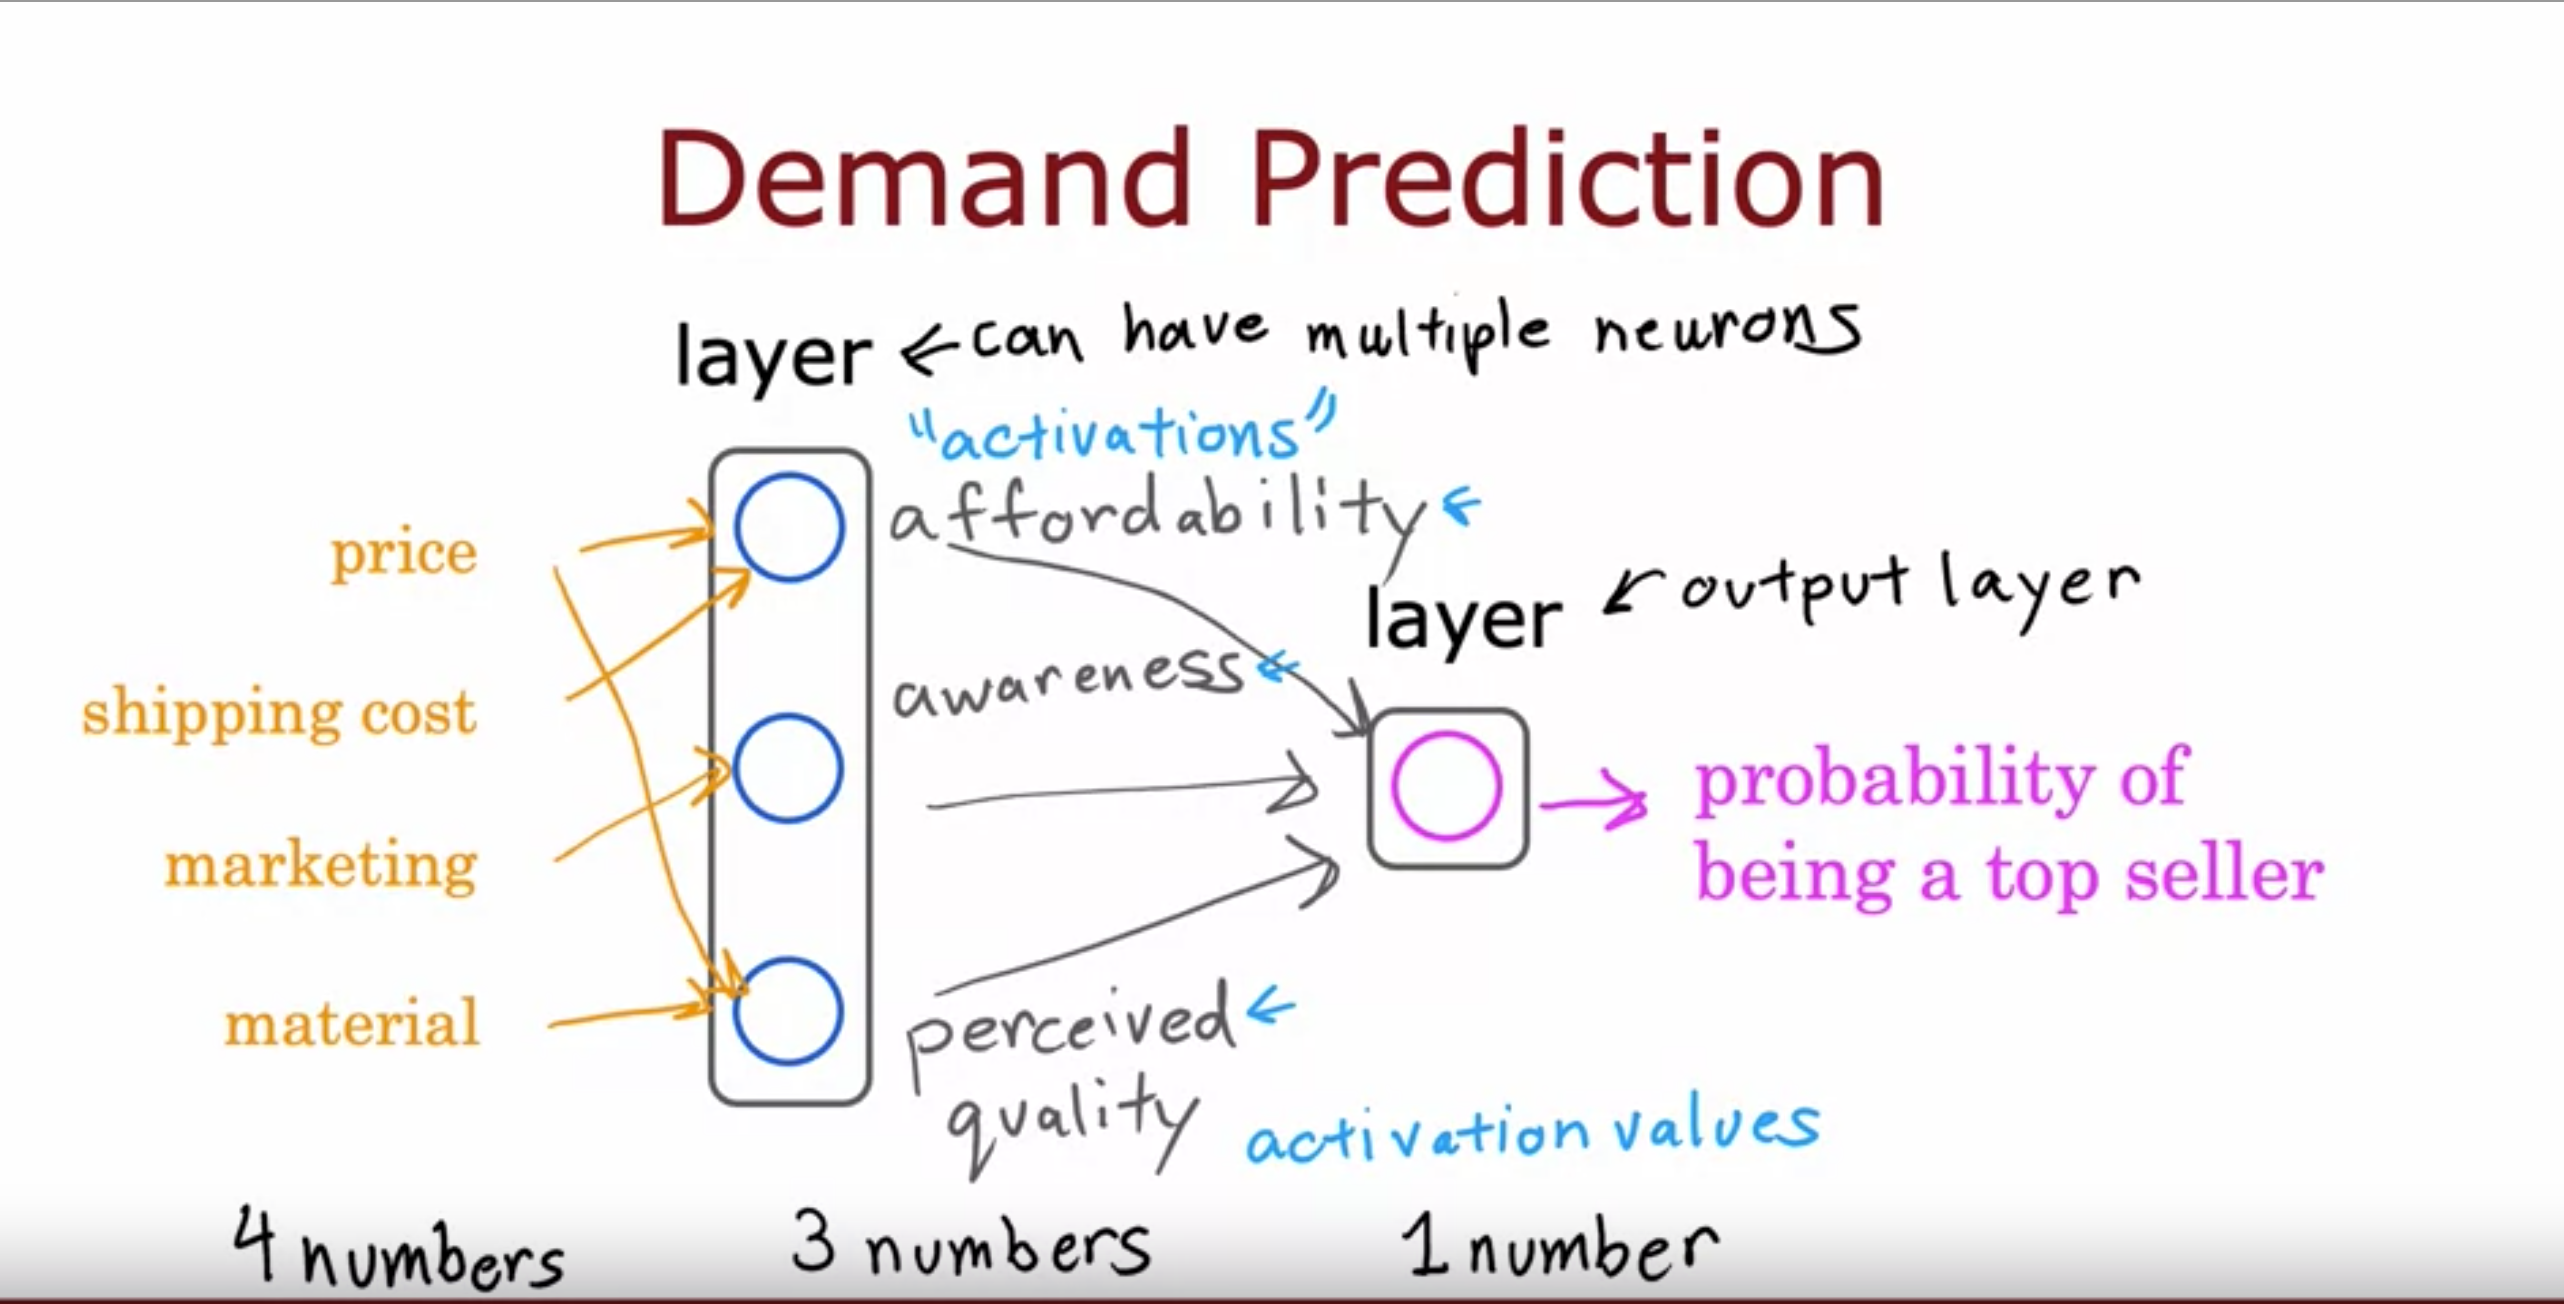 Demand Prediction
layer ← can have multiple neurons
"activations"
affordability ←
price
layer ← output layer
awareness ←
shipping cost
probability of
being a top seller
marketing
material
perceived ←
quality
activation values
4 numbers
3 numbers
1 number